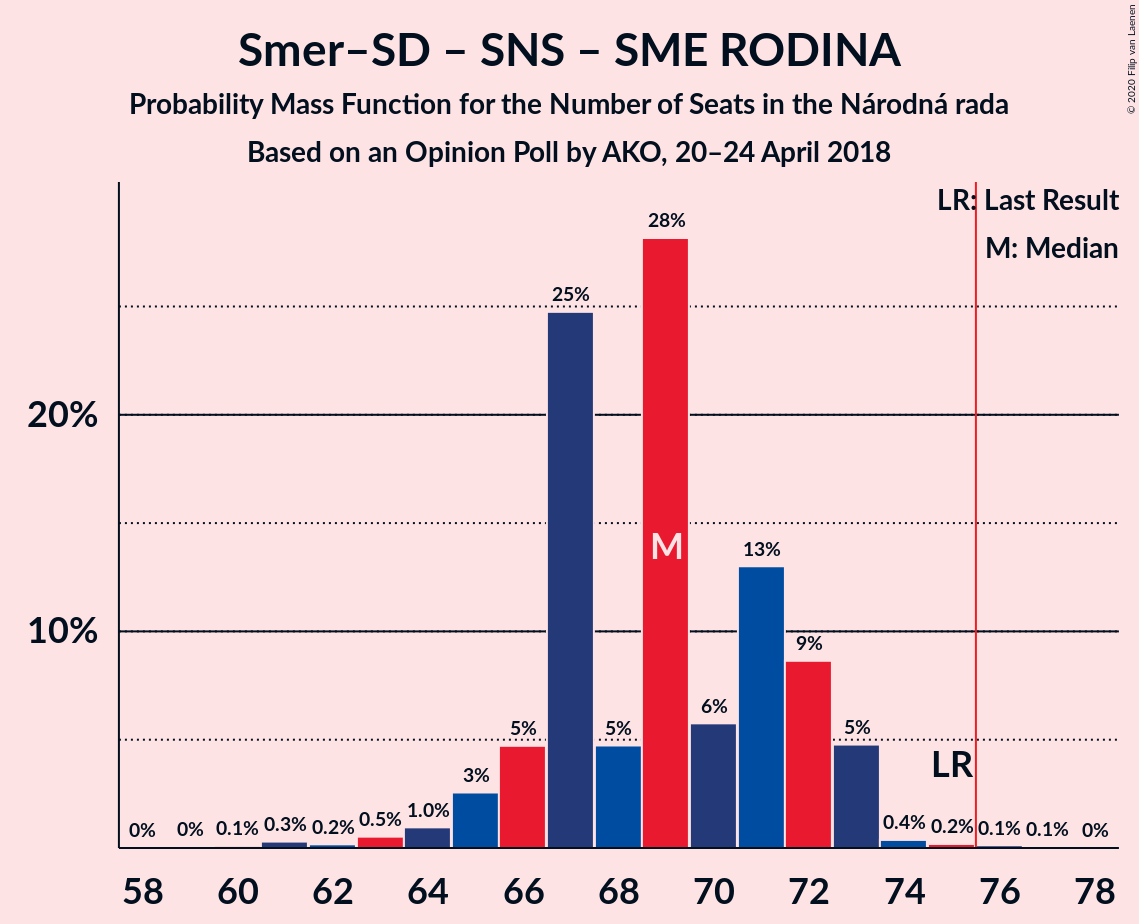 Smer–SD – SNS – SME RODINA
Probability Mass Function for the Number of Seats in the Národná rada
Based on an Opinion Poll by AKO, 20–24 April 2018
© 2020 Filip van Laenen
LR: Last Result
M: Median
20%
10%
0% 0% 0.1% 0.3% 0.2% 0.5% 1.0% 3% 5% 25% 5% 28% 6% 13% 9% 5% 0.4% 0.2% 0.1% 0.1% 0%
M
LR
58 60 62 64 66 68 70 72 74 76 78